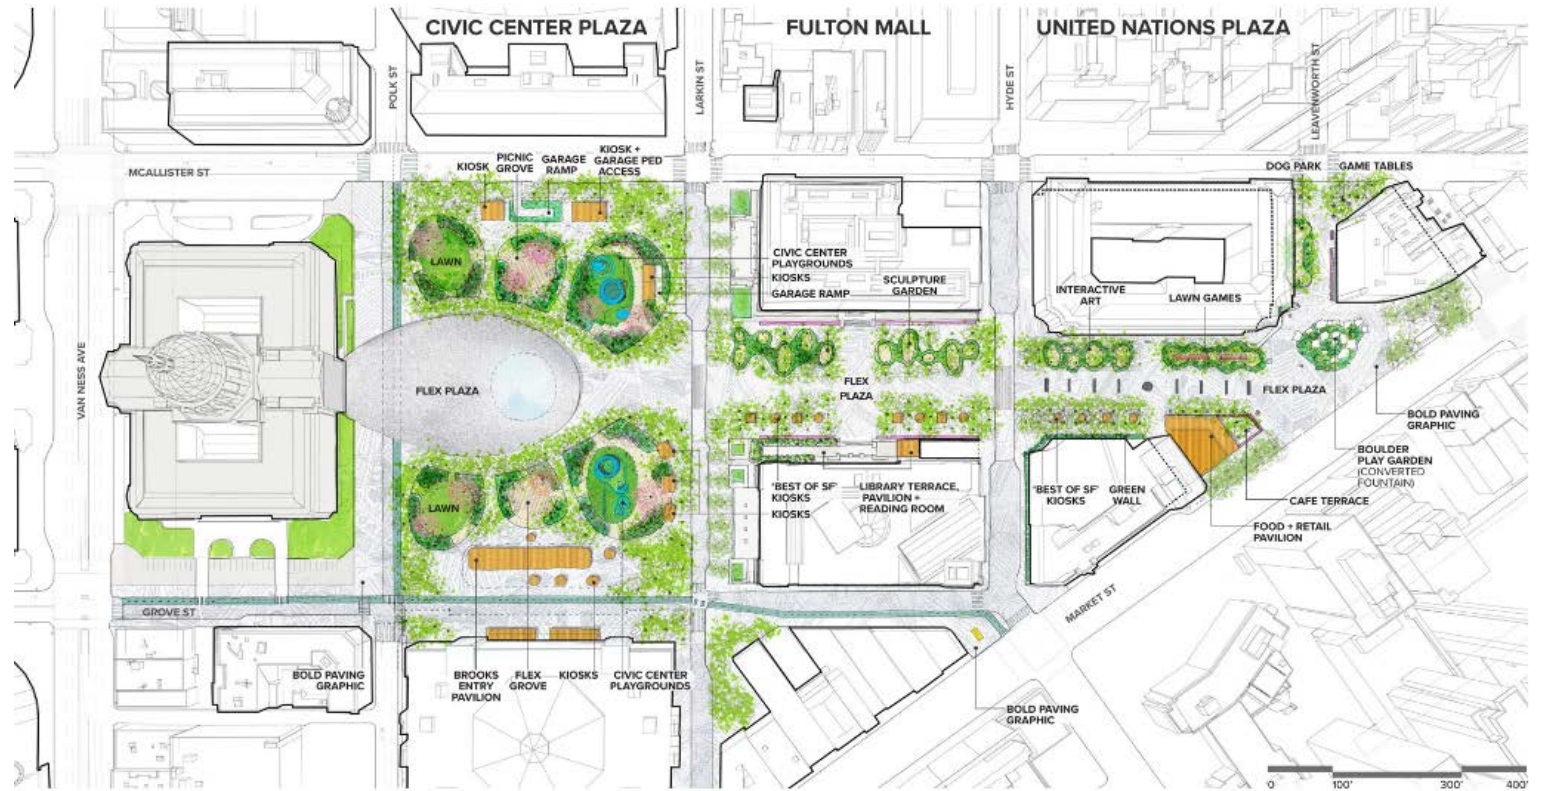 CIVIC CENTER PLAZA
FULTON MALL
UNITED NATIONS PLAZA
POLK ST
LARKIN ST
HYDE ST
LEAVENWORTH ST
MCALLISTER ST
KIOSK
PICNIC
GROVE
GARAGE
RAMP
KIOSK +
GARAGE PED
ACCESS
DOG PARK
GAME TABLES
LAWN
CIVIC CENTER
PLAYGROUNDS
KIOSKS
GARAGE RAMP
SCULPTURE
GARDEN
INTERACTIVE
ART
LAWN GAMES
VAN NESS AVE
FLEX PLAZA
FLEX
PLAZA
FLEX PLAZA
BOLD PAVING
GRAPHIC
BOULDER
PLAY GARDEN
(CONVERTED
FOUNTAIN)
LAWN
'BEST OF SF'
KIOSKS
KIOSKS
LIBRARY TERRACE,
PAVILION +
READING ROOM
'BEST OF SF'
KIOSKS
GREEN
WALL
CAFE TERRACE
FOOD + RETAIL
PAVILION
GROVE ST
MARKET ST
BOLD PAVING
GRAPHIC
BROOKS
ENTRY
PAVILION
FLEX
GROVE
KIOSKS
CIVIC CENTER
PLAYGROUNDS
BOLD PAVING
GRAPHIC
0
100'
300'
400'